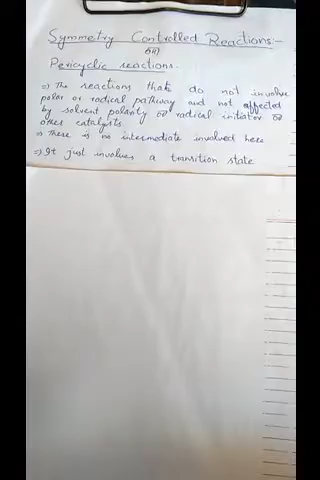 Symmetry Controlled Reactions:-
(or)
Pericyclic reactions.
⇒ The reactions that do not involve
polar or radical pathway and not affected
by solvent polarity or radical initiator or
other catalysts
⇒ There is no intermediate involved here
⇒ It just involves a transition state